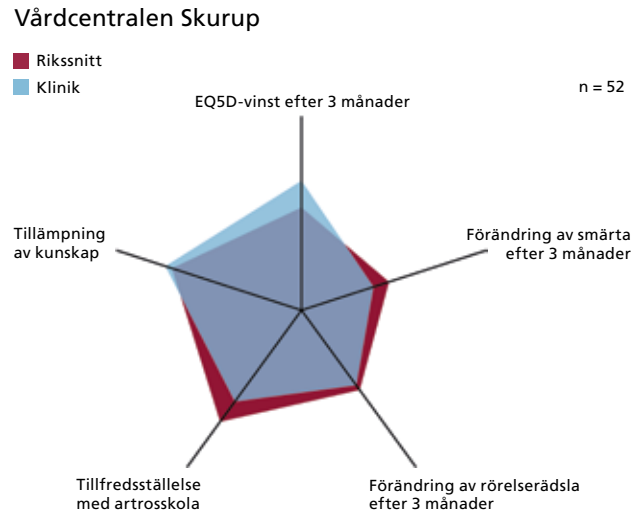 Vårdcentralen Skurup
Rikssnitt
Klinik
n = 52
EQ5D-vinst efter 3 månader
Tillämpning
av kunskap
Förändring av smärta
efter 3 månader
Tillfredsställelse
med artrosskola
Förändring av rörelserädsla
efter 3 månader